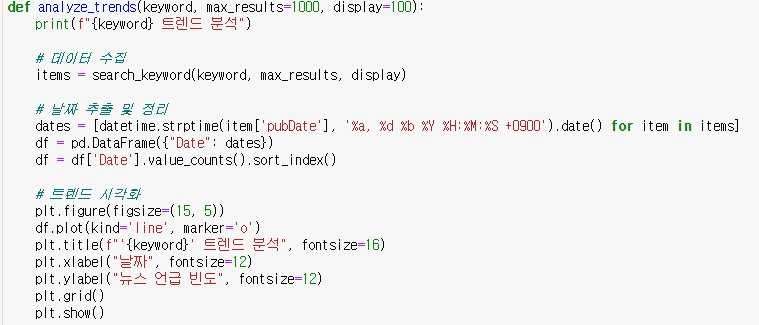 def analyze_trends(keyword, max_results=1000, display=100):
    print(f"{keyword} 트렌드 분석")

    # 데이터 수집
    items = search_keyword(keyword, max_results, display)

    # 날짜 추출 및 정리
    dates = [datetime.strptime(item['pubDate'], '%a, %d %b %Y %H:%M:%S +0900').date() for item in items]
    df = pd.DataFrame({"Date": dates})
    df = df['Date'].value_counts().sort_index()

    # 트렌드 시각화
    plt.figure(figsize=(15, 5))
    df.plot(kind='line', marker='o')
    plt.title(f"'{keyword}' 트렌드 분석", fontsize=16)
    plt.xlabel("날짜", fontsize=12)
    plt.ylabel("뉴스 언급 빈도", fontsize=12)
    plt.grid()
    plt.show()